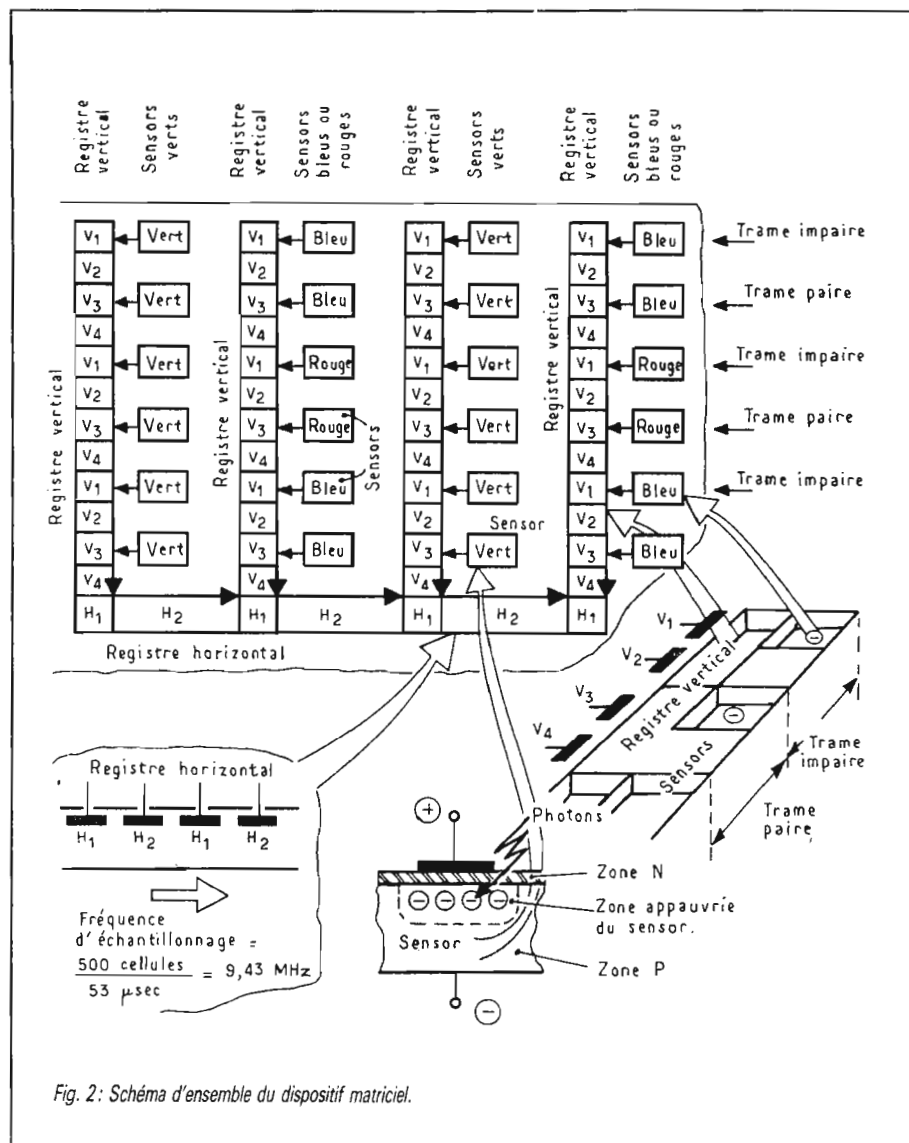 Registre
vertical
Sensors
verts
Registre
vertical
Sensors
bleus ou
rouges
Registre
vertical
Sensors
verts
Registre
vertical
Sensors
bleus ou
rouges
V1 Vert V1 Bleu V1 Vert V1 Bleu Trame impaire
V2 V2 V2 V2
V3 Vert V3 Bleu V3 Vert V3 Bleu Trame paire
V4 V4 V4 V4
V1 Vert V1 Rouge V1 Vert V1 Rouge Trame impaire
V2 V2 V2 V2
V3 Vert V3 Rouge V3 Vert V3 Rouge Trame paire
V4 V4 V4 V4
V1 Vert V1 Bleu V1 Vert V1 Bleu Trame impaire
V2 V2 V2 V2
V3 Vert V3 Bleu V3 Vert V3 Bleu
V4 V4 V4 V4
Registre vertical
Registre vertical
Sensors
Sensor
Registre vertical
H1 H2 H1 H2 H1 H2 H1
Registre horizontal
V1
V2
V3
V4
Registre vertical
Sensors
Trame
impaire
Trame
paire
Registre horizontal
H1 H2 H1 H2
Fréquence
d'échantillonnage =
500 cellules
53 µsec
= 9,43 MHz
+
Photons
Zone N
Zone appauvrie
du sensor.
Sensor
Zone P
−
Fig. 2: Schéma d'ensemble du dispositif matriciel.